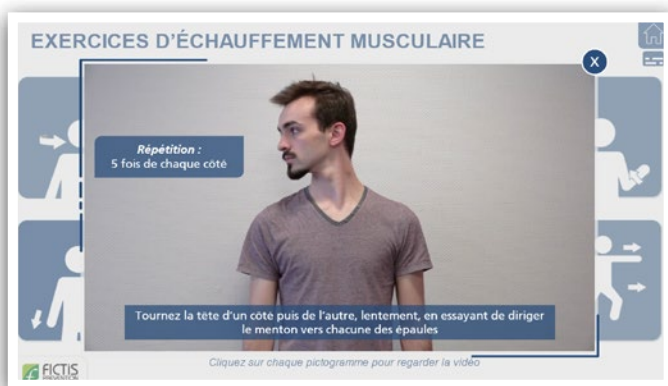 EXERCICES D'ÉCHAUFFEMENT MUSCULAIRE
X
Répétition :
5 fois de chaque côté
Tournez la tête d'un côté puis de l'autre, lentement, en essayant de diriger
le menton vers chacune des épaules
Cliquez sur chaque pictogramme pour regarder la vidéo
FICTIS
PREVENTION